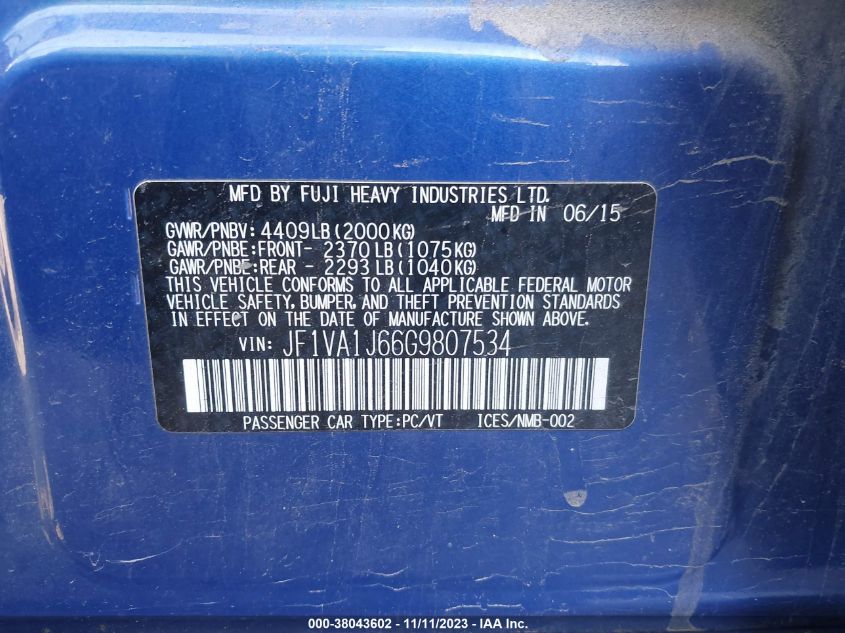 MFD BY FUJI HEAVY INDUSTRIES LTD.
MFD IN 06/15
GVWR/PNBV: 4409LB(2000KG)
GAWR/PNBE:FRONT- 2370LB(1075KG)
GAWR/PNBE:REAR - 2293LB(1040KG)
THIS VEHICLE CONFORMS TO ALL APPLICABLE FEDERAL MOTOR
VEHICLE SAFETY, BUMPER, AND THEFT PREVENTION STANDARDS
IN EFFECT ON THE DATE OF MANUFACTURE SHOWN ABOVE.
VIN: JF1VA1J66G9807534
PASSENGER CAR TYPE:PC/VT ICES/NMB-002
000-38043602 - 11/11/2023 - IAA Inc.